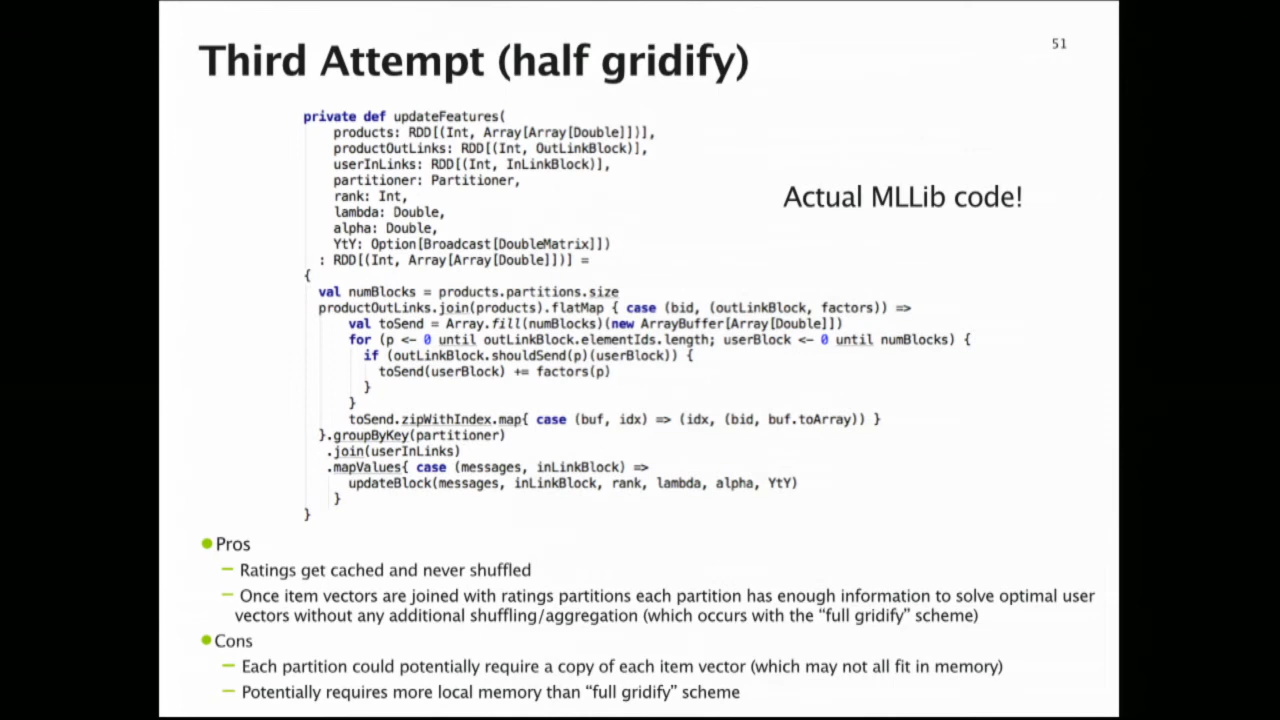 51
Third Attempt (half gridify)
private def updateFeatures(
products: RDD[(Int, Array[Array[Double]])],
productOutLinks: RDD[(Int, OutLinkBlock)],
userInLinks: RDD[(Int, InLinkBlock)],
partitioner: Partitioner,
rank: Int,
lambda: Double,
alpha: Double,
YtY: Option[Broadcast[DoubleMatrix]])
: RDD[(Int, Array[Array[Double]])] =
{
Actual MLLib code!
val numBlocks = products.partitions.size
productOutLinks.join(products).flatMap { case (bid, (outLinkBlock, factors)) =>
val toSend = Array.fill(numBlocks)(new ArrayBuffer[Array[Double]])
for (p <- 0 until outLinkBlock.elementIds.length; userBlock <- 0 until numBlocks) {
if (outLinkBlock.shouldSend(p)(userBlock)) {
toSend(userBlock) += factors(p)
}
}
toSend.zipWithIndex.map{ case (buf, idx) => (idx, (bid, buf.toArray)) }
}.groupByKey(partitioner)
.join(userInLinks)
.mapValues{ case (messages, inLinkBlock) =>
updateBlock(messages, inLinkBlock, rank, lambda, alpha, YtY)
}
}
Pros
– Ratings get cached and never shuffled
– Once item vectors are joined with ratings partitions each partition has enough information to solve optimal user
vectors without any additional shuffling/aggregation (which occurs with the “full gridify” scheme)
Cons
– Each partition could potentially require a copy of each item vector (which may not all fit in memory)
– Potentially requires more local memory than “full gridify” scheme